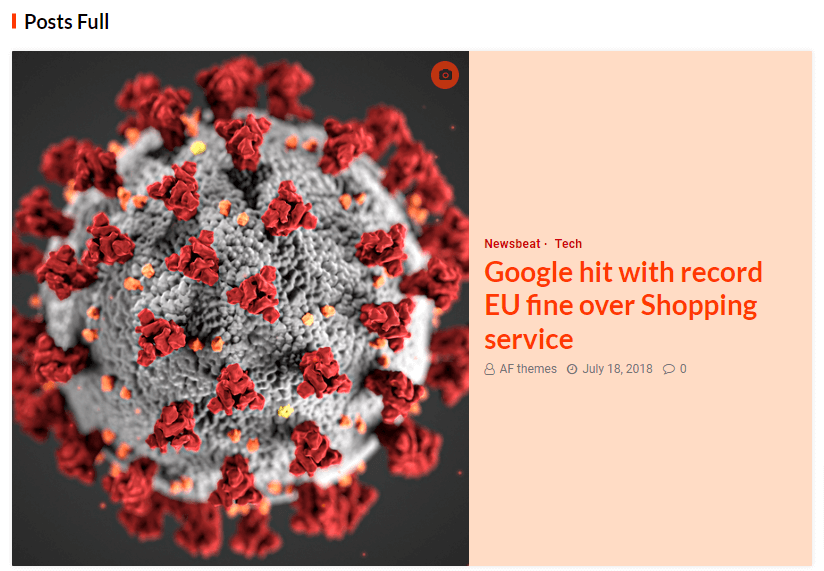 Posts Full
Newsbeat · Tech
Google hit with record
EU fine over Shopping
service
AF themes July 18, 2018 0